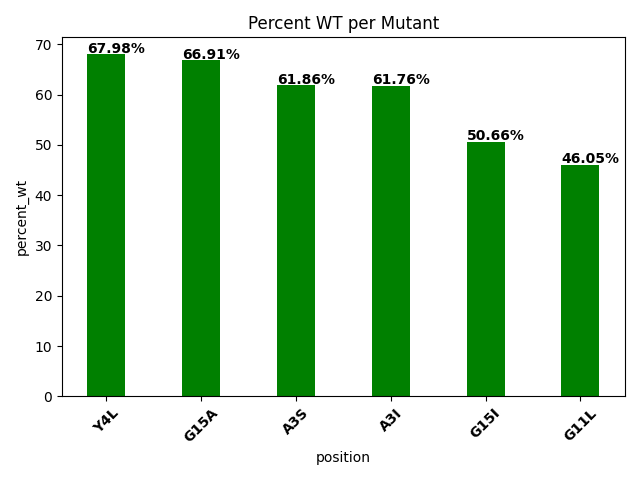 Percent WT per Mutant
percent_wt
70
60
50
40
30
20
10
0
67.98%
66.91%
61.86%
61.76%
50.66%
46.05%
Y4L
G15A
A3S
A3I
G15I
G11L
position